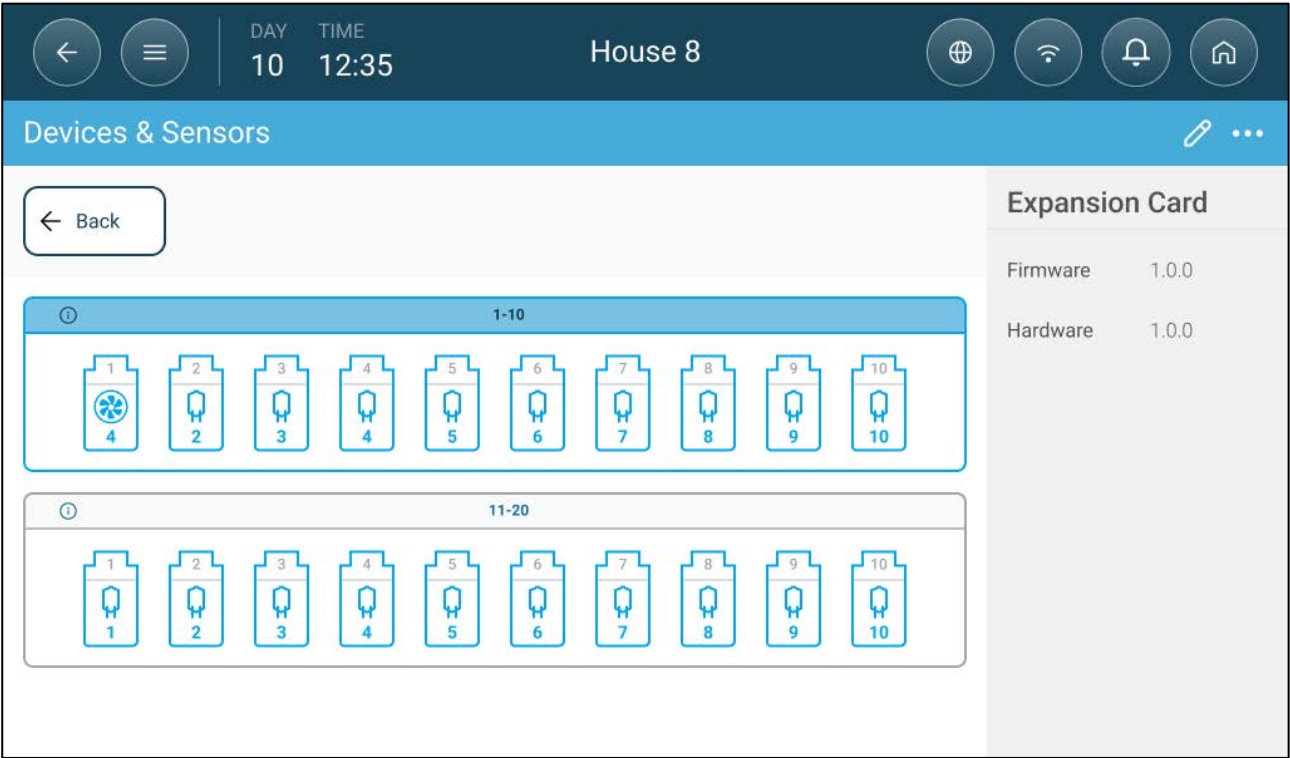 DAY TIME
10 12:35
House 8
Devices & Sensors
Back
Expansion Card
Firmware 1.0.0
Hardware 1.0.0
1-10
1 2 3 4 5 6 7 8 9 10
4 2 3 4 5 6 7 8 9 10
11-20
1 2 3 4 5 6 7 8 9 10
1 2 3 4 5 6 7 8 9 10